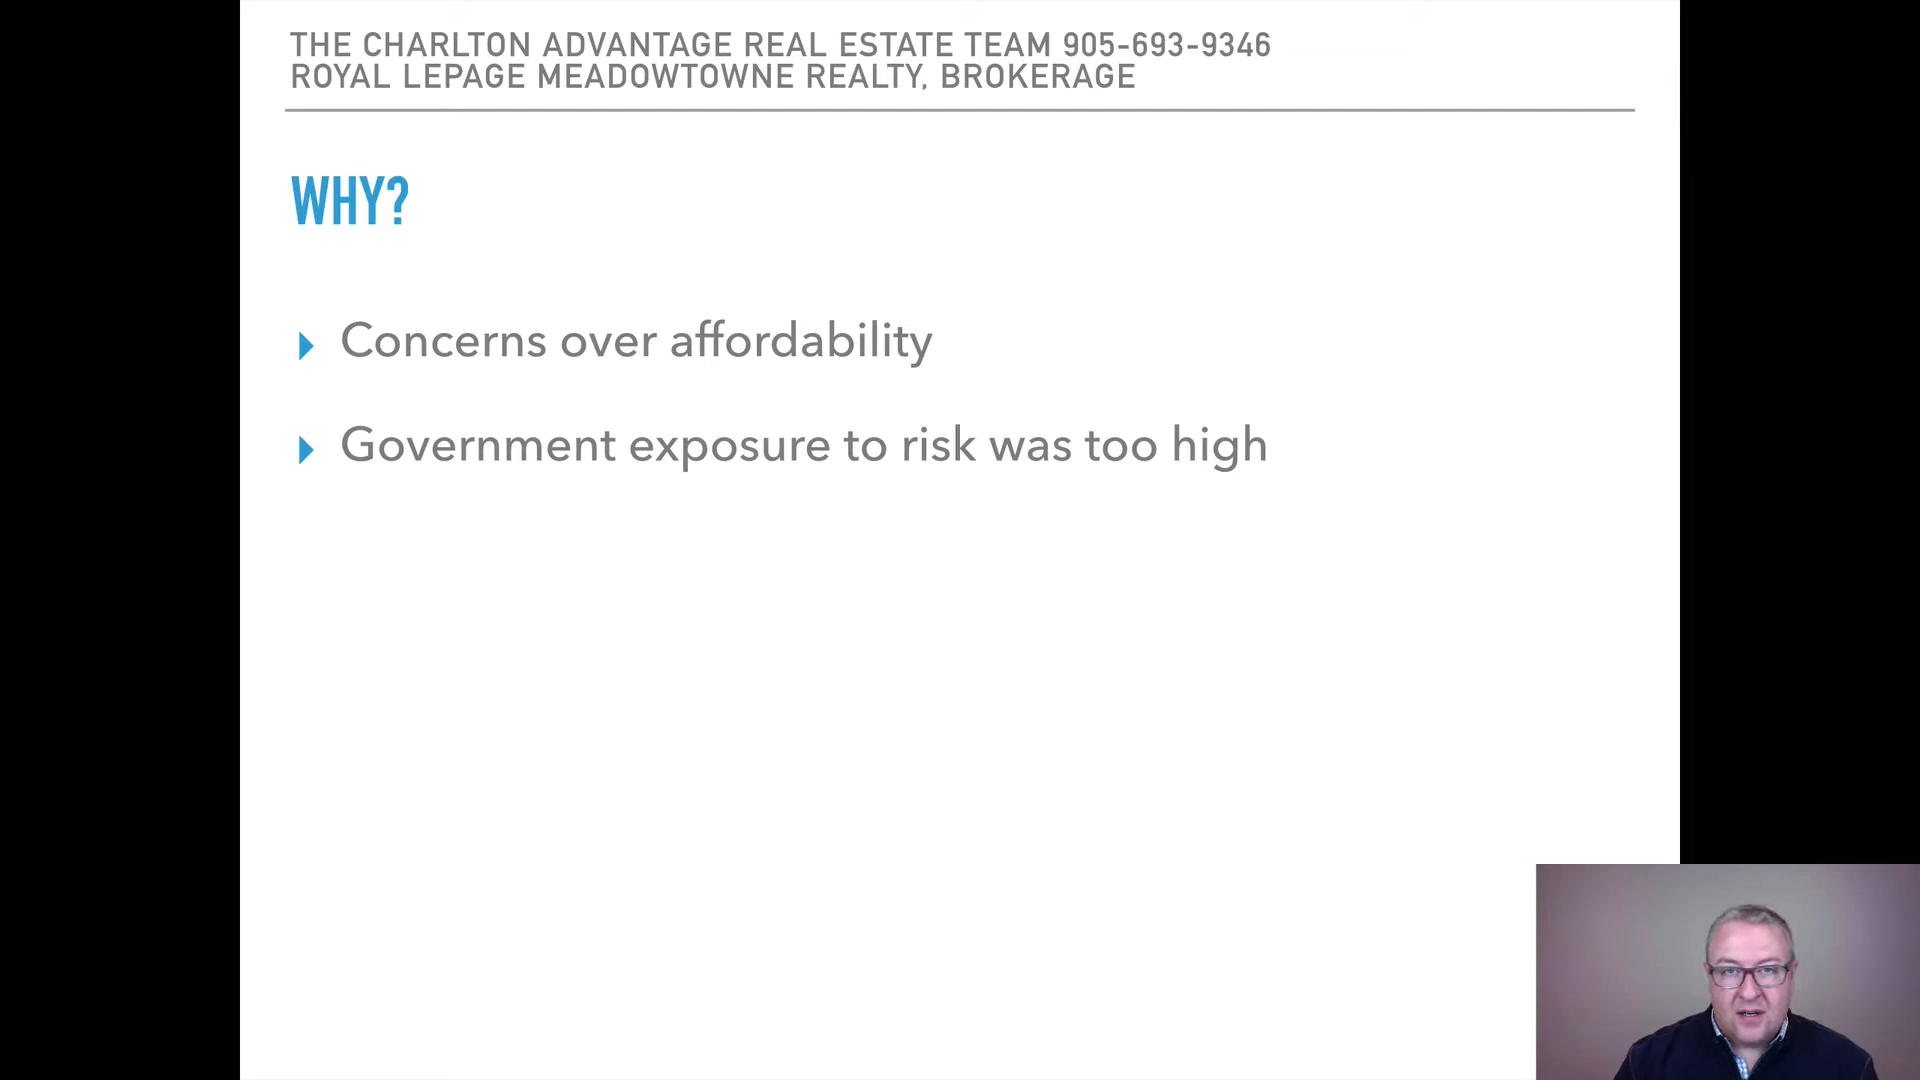 THE CHARLTON ADVANTAGE REAL ESTATE TEAM 905-693-9346
ROYAL LEPAGE MEADOWTOWNE REALTY, BROKERAGE
WHY?
Concerns over affordability
Government exposure to risk was too high